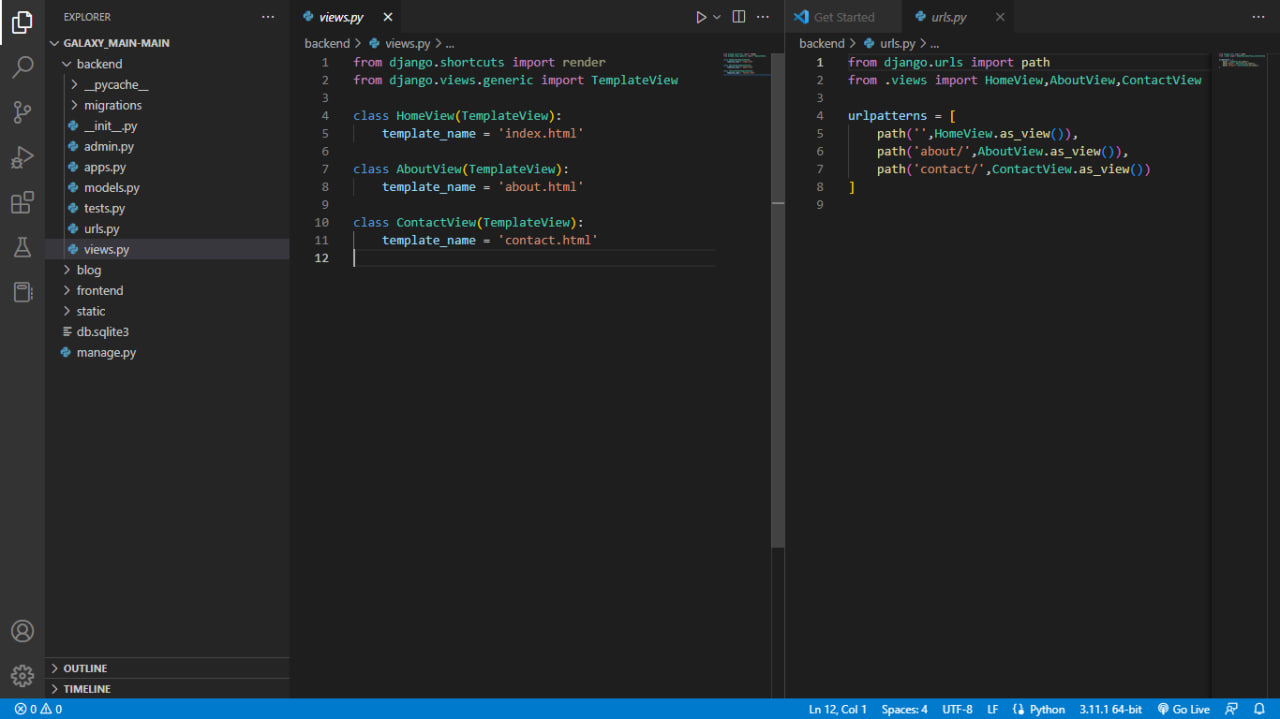 EXPLORER
GALAXY_MAIN-MAIN
backend
__pycache__
migrations
__init__.py
admin.py
apps.py
models.py
tests.py
urls.py
views.py
blog
frontend
static
db.sqlite3
manage.py
OUTLINE
TIMELINE
views.py
backend > views.py > ...
1 from django.shortcuts import render
2 from django.views.generic import TemplateView
3
4 class HomeView(TemplateView):
5     template_name = 'index.html'
6
7 class AboutView(TemplateView):
8     template_name = 'about.html'
9
10 class ContactView(TemplateView):
11     template_name = 'contact.html'
12
Get Started
urls.py
backend > urls.py > ...
1 from django.urls import path
2 from .views import HomeView,AboutView,ContactView
3
4 urlpatterns = [
5     path('',HomeView.as_view()),
6     path('about/',AboutView.as_view()),
7     path('contact/',ContactView.as_view())
8 ]
9
0 0 Ln 12, Col 1 Spaces: 4 UTF-8 LF Python 3.11.1 64-bit Go Live